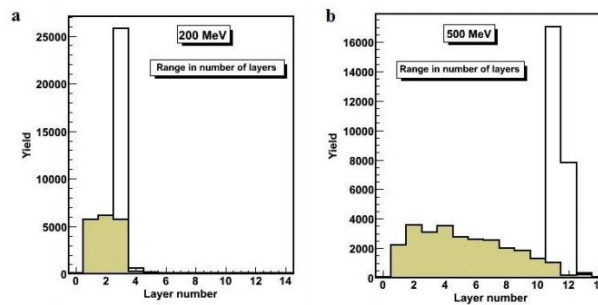 a
200 MeV
Range in number of layers
25000
20000
15000
10000
5000
0
Yield
0 2 4 6 8 10 12 14
Layer number
b
500 MeV
Range in number of layers
16000
14000
12000
10000
8000
6000
4000
2000
0
Yield
0 2 4 6 8 10 12
Layer number